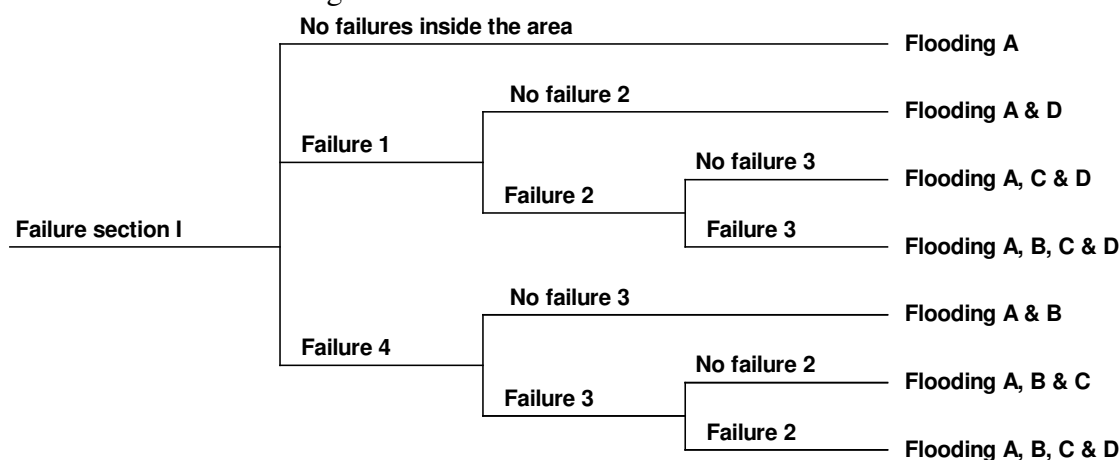 No failures inside the area
Flooding A
No failure 2
Flooding A & D
Failure 1
No failure 3
Flooding A, C & D
Failure 2
Failure 3
Failure section I
Flooding A, B, C & D
No failure 3
Flooding A & B
Failure 4
No failure 2
Flooding A, B & C
Failure 3
Failure 2
Flooding A, B, C & D